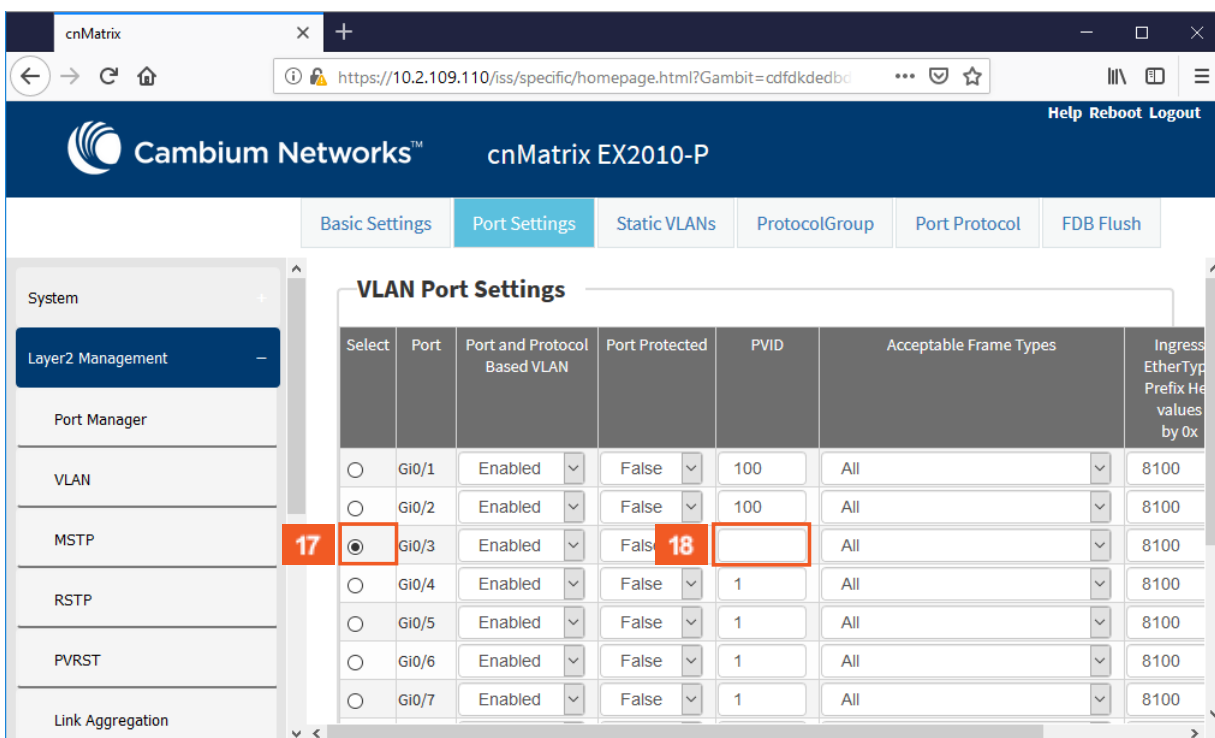 cnMatrix
https://10.2.109.110/iss/specific/homepage.html?Gambit=cdfdkdedbd
Help Reboot Logout
Cambium Networks™
cnMatrix EX2010-P
Basic Settings Port Settings Static VLANs ProtocolGroup Port Protocol FDB Flush
System +
Layer2 Management −
Port Manager
VLAN
MSTP
RSTP
PVRST
Link Aggregation
VLAN Port Settings
Select Port Port and Protocol Based VLAN Port Protected PVID Acceptable Frame Types Ingress EtherTyp Prefix He values by 0x
Gi0/1 Enabled False 100 All 8100
Gi0/2 Enabled False 100 All 8100
17 Gi0/3 Enabled Fals 18 All 8100
Gi0/4 Enabled False 1 All 8100
Gi0/5 Enabled False 1 All 8100
Gi0/6 Enabled False 1 All 8100
Gi0/7 Enabled False 1 All 8100